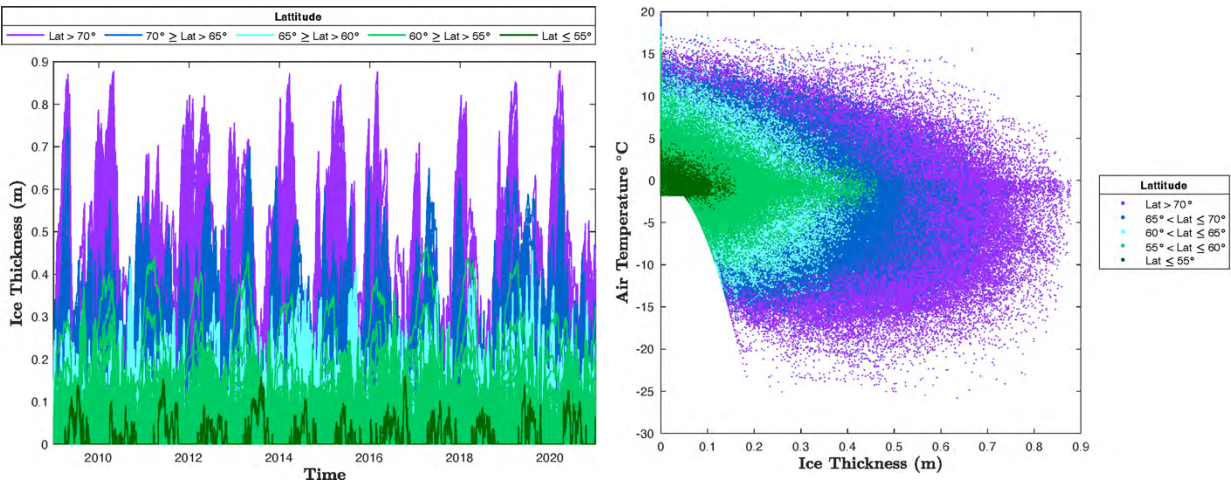 Lattitude
Lat > 70° 70° ≥ Lat > 65° 65° ≥ Lat > 60° 60° ≥ Lat > 55° Lat ≤ 55°
0.9
0.8
0.7
0.6
0.5
0.4
0.3
0.2
0.1
0
Ice Thickness (m)
2010 2012 2014 2016 2018 2020
Time
20
15
10
5
0
-5
-10
-15
-20
-25
-30
Air Temperature °C
0 0.1 0.2 0.3 0.4 0.5 0.6 0.7 0.8 0.9
Ice Thickness (m)
Lattitude
Lat > 70°
65° < Lat ≤ 70°
60° < Lat ≤ 65°
55° < Lat ≤ 60°
Lat ≤ 55°